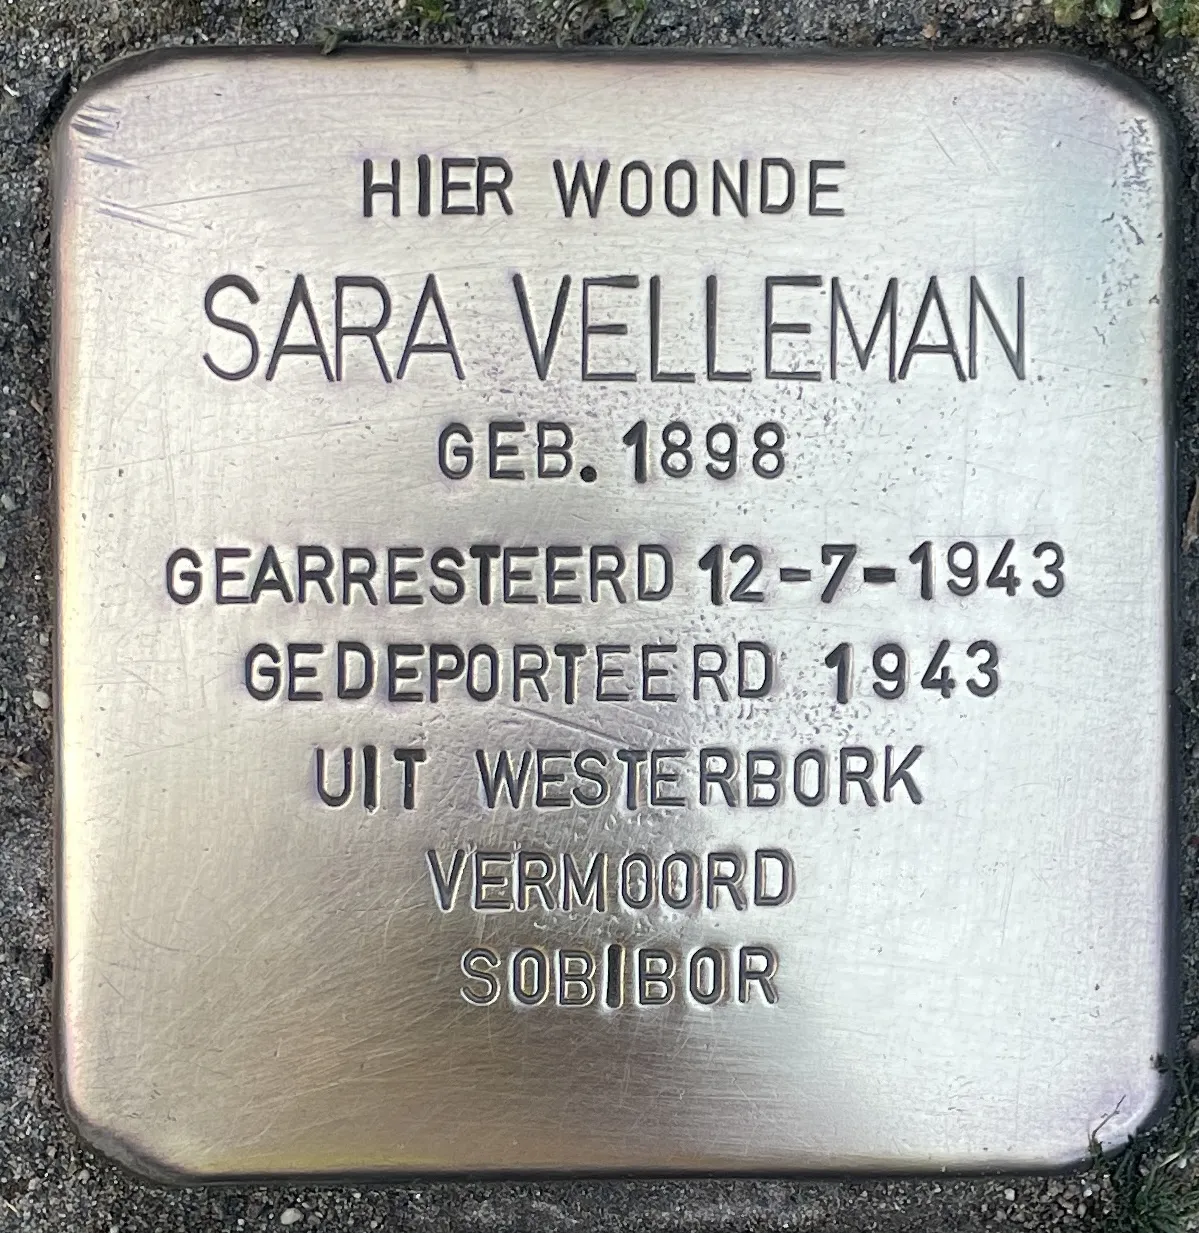 HIER WOONDE
SARA VELLEMAN
GEB. 1898
GEARRESTEERD 12-7-1943
GEDEPORTEERD 1943
UIT WESTERBORK
VERMOORD
SOBIBOR